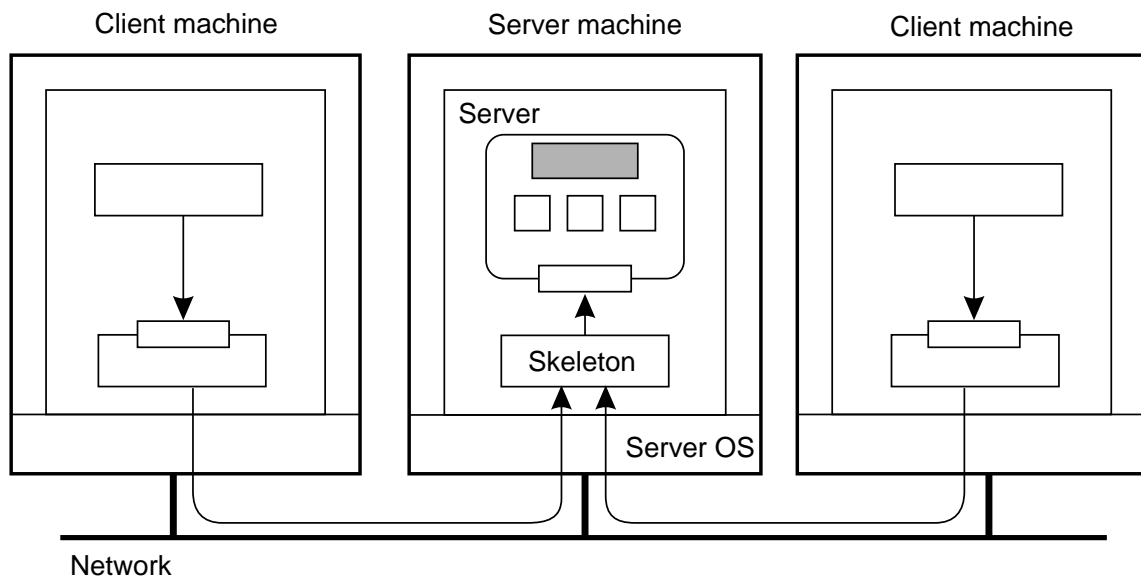 Client machine
Server machine
Client machine
Server
Skeleton
Server OS
Network